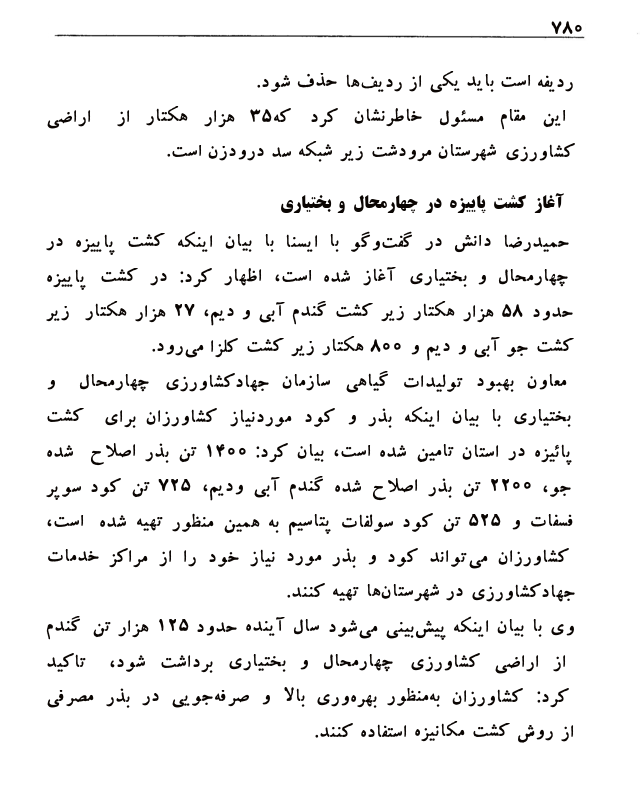 ۷۸۰
ردیفه است باید یکی از ردیف‌ها حذف شود.
این مقام مسئول خاطرنشان کرد که۳۵ هزار هکتار از اراضی
کشاورزی شهرستان مرودشت زیر شبکه سد درودزن است.
آغاز کشت پاییزه در چهارمحال و بختیاری
حمیدرضا دانش در گفت‌وگو با ایسنا با بیان اینکه کشت پاییزه در
چهارمحال و بختیاری آغاز شده است، اظهار کرد: در کشت پاییزه
حدود ۵۸ هزار هکتار زیر کشت گندم آبی و دیم، ۲۷ هزار هکتار زیر
کشت جو آبی و دیم و ۸۰۰ هکتار زیر کشت کلزا می‌رود.
معاون بهبود تولیدات گیاهی سازمان جهادکشاورزی چهارمحال و
بختیاری با بیان اینکه بذر و کود موردنیاز کشاورزان برای کشت
پائیزه در استان تامین شده است، بیان کرد: ۱۴۰۰ تن بذر اصلاح شده
جو، ۲۲۰۰ تن بذر اصلاح شده گندم آبی ودیم، ۷۲۵ تن کود سوپر
فسفات و ۵۲۵ تن کود سولفات پتاسیم به همین منظور تهیه شده است،
کشاورزان می‌تواند کود و بذر مورد نیاز خود را از مراکز خدمات
جهادکشاورزی در شهرستان‌ها تهیه کنند.
وی با بیان اینکه پیش‌بینی می‌شود سال آینده حدود ۱۲۵ هزار تن گندم
از اراضی کشاورزی چهارمحال و بختیاری برداشت شود، تاکید
کرد: کشاورزان به‌منظور بهره‌وری بالا و صرفه‌جویی در بذر مصرفی
از روش کشت مکانیزه استفاده کنند.